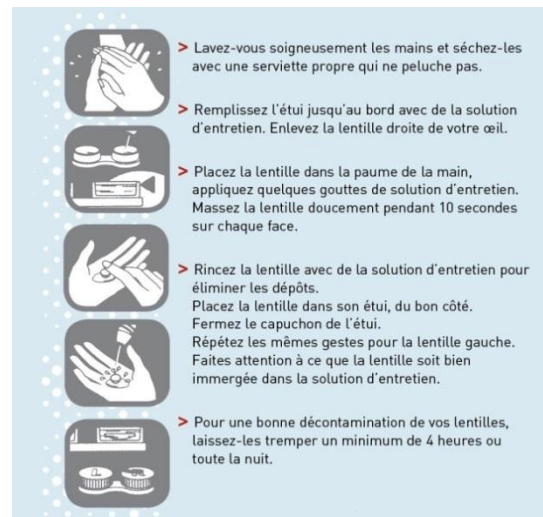 > Lavez-vous soigneusement les mains et séchez-les
avec une serviette propre qui ne peluche pas.
> Remplissez l'étui jusqu'au bord avec de la solution
d'entretien. Enlevez la lentille droite de votre œil.
> Placez la lentille dans la paume de la main,
appliquez quelques gouttes de solution d'entretien.
Massez la lentille doucement pendant 10 secondes
sur chaque face.
> Rincez la lentille avec de la solution d'entretien pour
éliminer les dépôts.
Placez la lentille dans son étui, du bon côté.
Fermez le capuchon de l'étui.
Répétez les mêmes gestes pour la lentille gauche.
Faites attention à ce que la lentille soit bien
immergée dans la solution d'entretien.
> Pour une bonne décontamination de vos lentilles,
laissez-les tremper un minimum de 4 heures ou
toute la nuit.